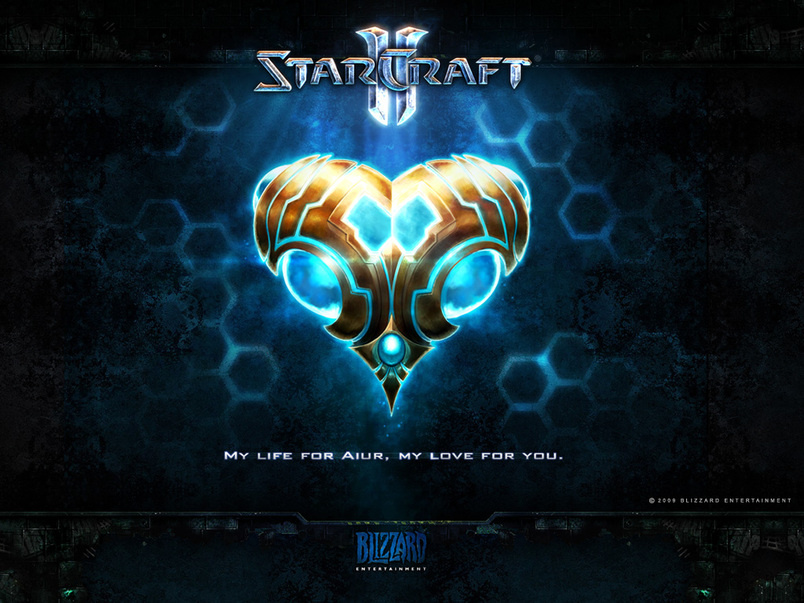 STARCRAFT
II
®
MY LIFE FOR AIUR, MY LOVE FOR YOU.
© 2009 BLIZZARD ENTERTAINMENT
BLIZZARD
ENTERTAINMENT